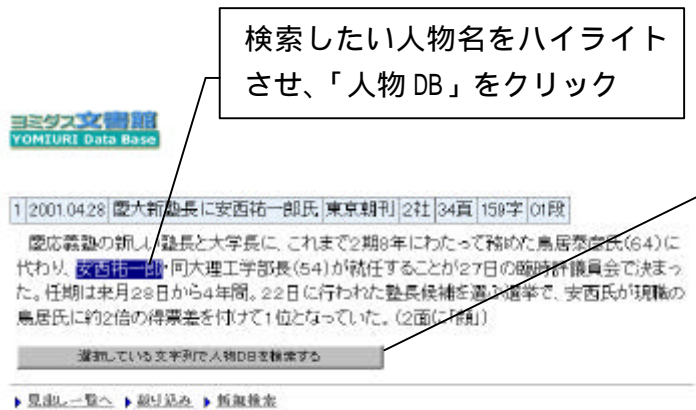 検索したい人物名をハイライト
させ、「人物DB」をクリック
ヨミダス文書館
YOMIURI Data Base
1 2001.04.28 慶大新塾長に安西祐一郎氏 東京朝刊 2社 34頁 159字 01段
慶応義塾の新しい塾長と大学長に、これまで2期8年にわたって務めた鳥居泰彦氏(64)に
代わり、安西祐一郎・同大理工学部長(54)が就任することが27日の臨時評議員会で決まっ
た。任期は来月28日から4年間。22日に行われた塾長候補を選ぶ選挙で、安西氏が現職の
鳥居氏に約2倍の得票差を付けて1位となっていた。(2面に横顔)
選択している文字列で人物DBを検索する
見出し一覧へ 絞り込み 新規検索